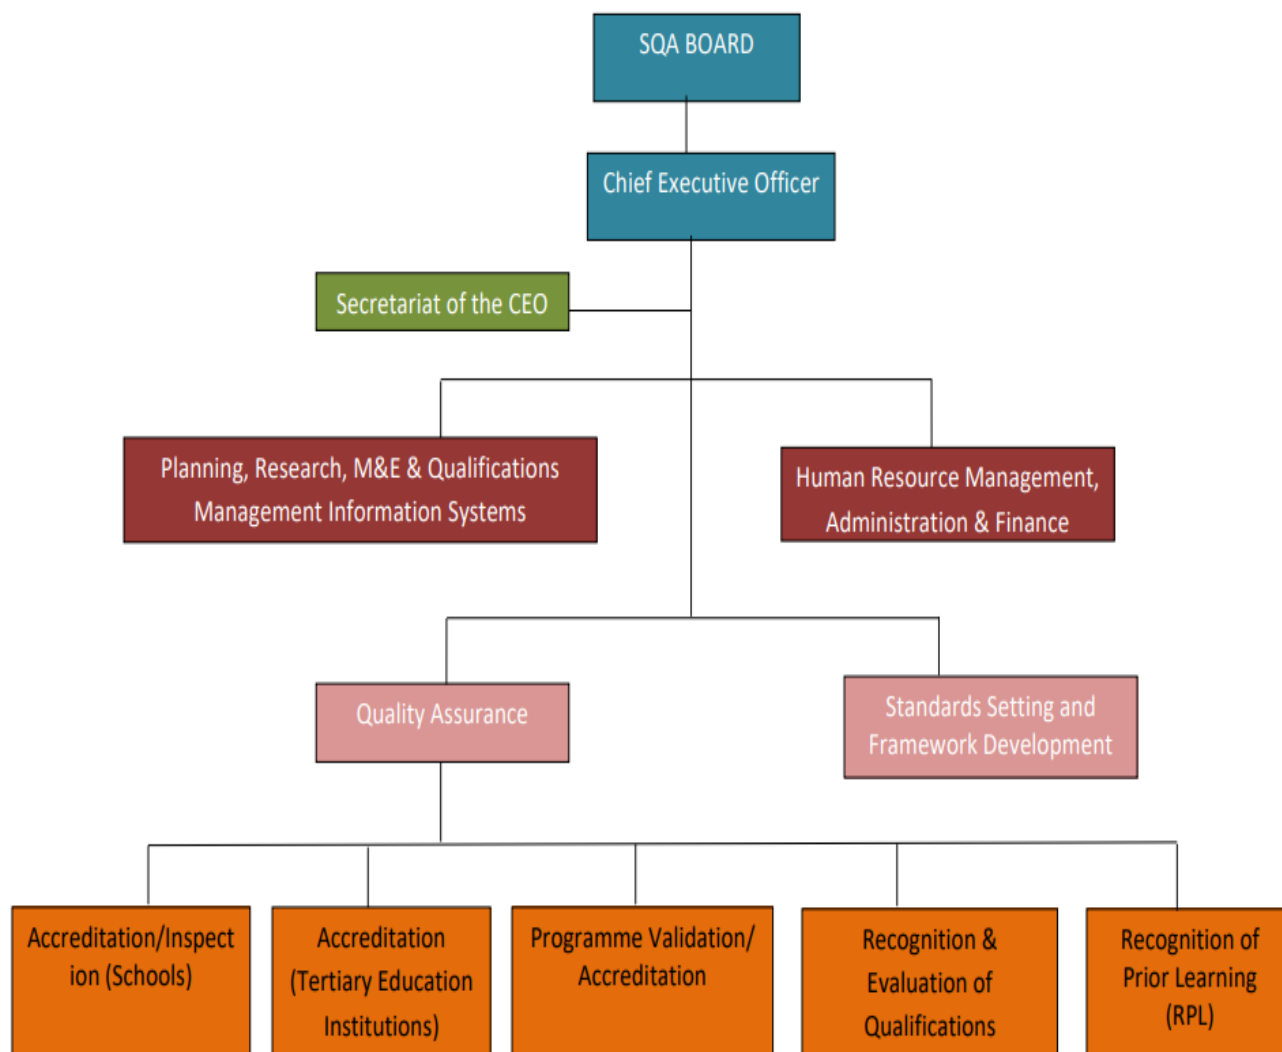 SQA BOARD
Chief Executive Officer
Secretariat of the CEO
Planning, Research, M&E & Qualifications
Management Information Systems
Human Resource Management,
Administration & Finance
Quality Assurance
Standards Setting and
Framework Development
Accreditation/Inspect
ion (Schools)
Accreditation
(Tertiary Education
Institutions)
Programme Validation/
Accreditation
Recognition &
Evaluation of
Qualifications
Recognition of
Prior Learning
(RPL)